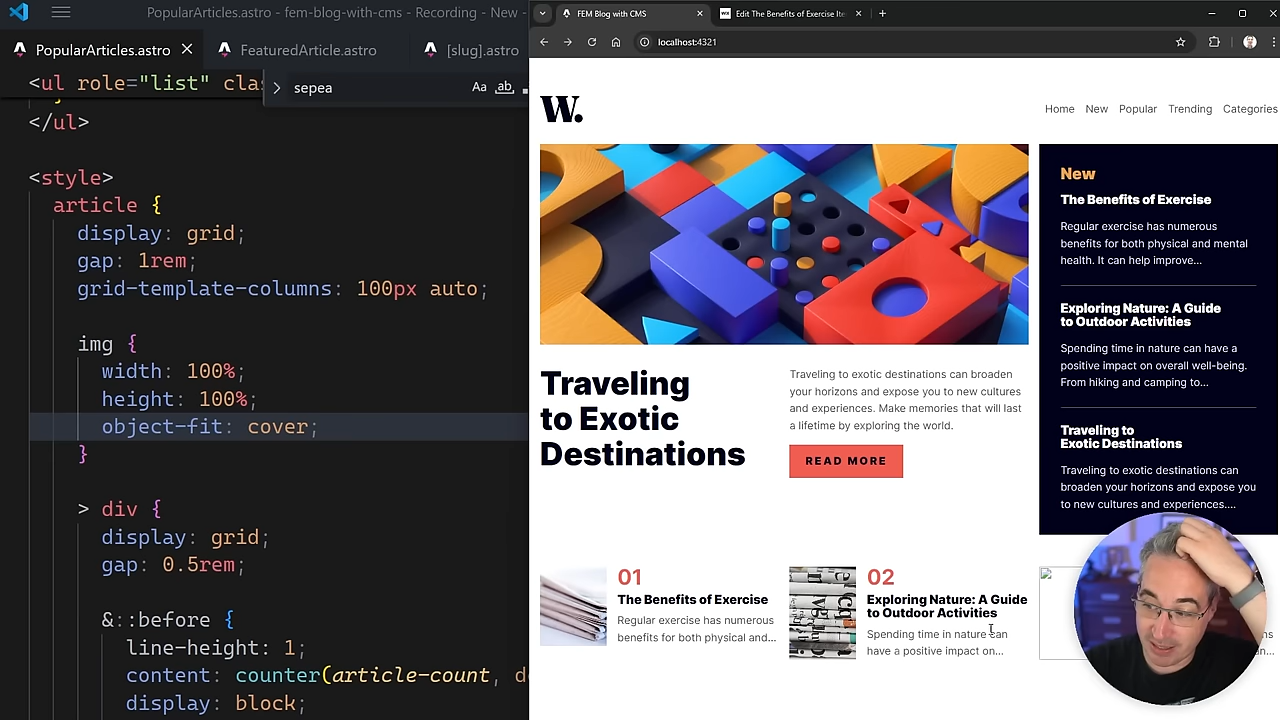 PopularArticles.astro - fem-blog-with-cms - Recording - New -
PopularArticles.astro
FeaturedArticle.astro
[slug].astro
sepea
Aa
ab
<ul role="list" clas
</ul>
<style>
article {
display: grid;
gap: 1rem;
grid-template-columns: 100px auto;
img {
width: 100%;
height: 100%;
object-fit: cover;
}
> div {
display: grid;
gap: 0.5rem;
&::before {
line-height: 1;
content: counter(article-count, de
display: block;
FEM Blog with CMS
Edit The Benefits of Exercise Ite
localhost:4321
W.
Home New Popular Trending Categories
Traveling
to Exotic
Destinations
Traveling to exotic destinations can broaden
your horizons and expose you to new cultures
and experiences. Make memories that will last
a lifetime by exploring the world.
READ MORE
New
The Benefits of Exercise
Regular exercise has numerous
benefits for both physical and mental
health. It can help improve...
Exploring Nature: A Guide
to Outdoor Activities
Spending time in nature can have a
positive impact on overall well-being.
From hiking and camping to...
Traveling to
Exotic Destinations
Traveling to exotic destinations can
broaden your horizons and expose you
to new cultures and experiences....
01
The Benefits of Exercise
Regular exercise has numerous
benefits for both physical and...
02
Exploring Nature: A Guide
to Outdoor Activities
Spending time in nature can
have a positive impact on...